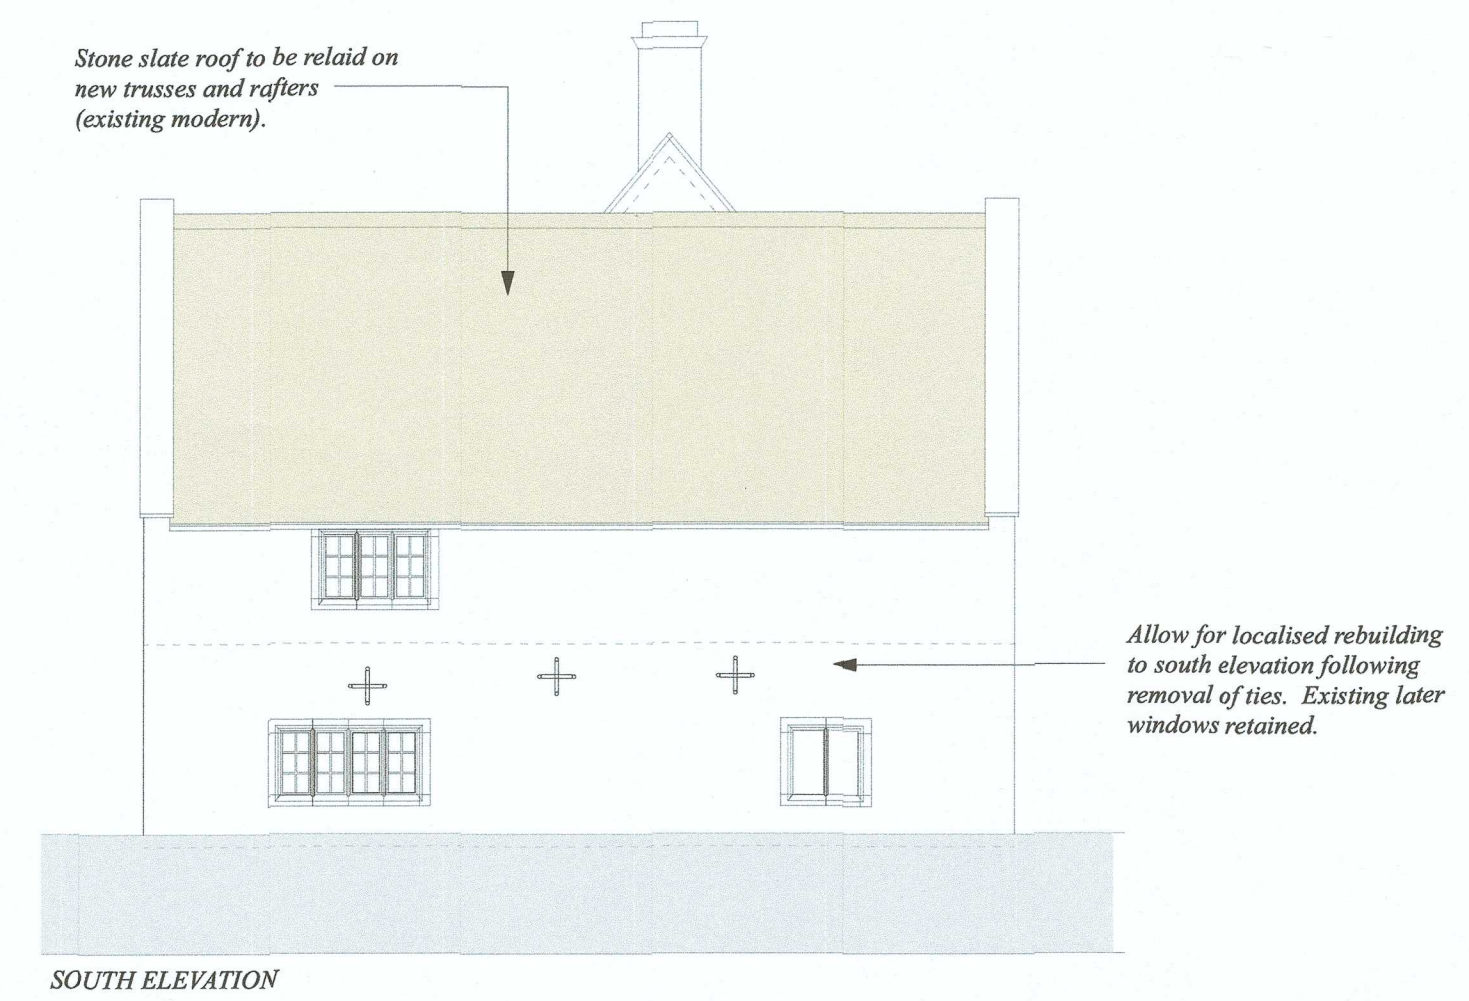 Stone slate roof to be relaid on
new trusses and rafters
(existing modern).
Allow for localised rebuilding
to south elevation following
removal of ties.  Existing later
windows retained.
SOUTH ELEVATION